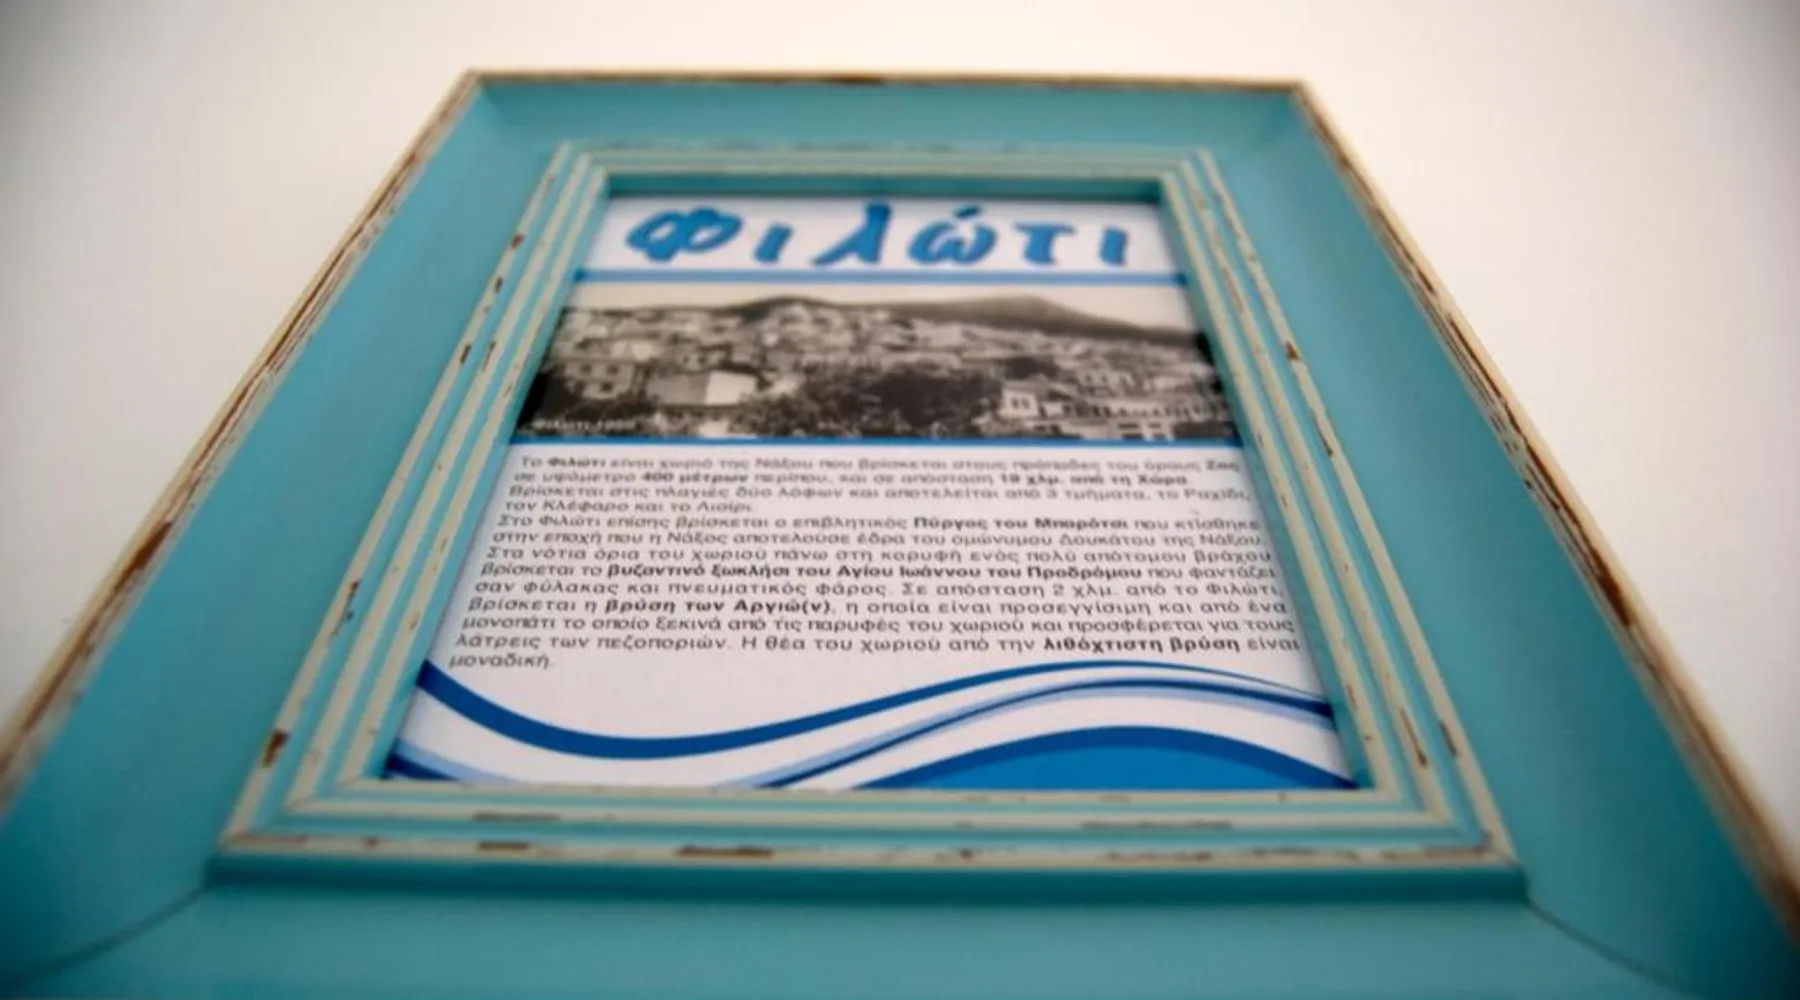 Φιλώτι
Φιλώτι
Το Φιλώτι είναι χωριό της Νάξου που βρίσκεται στους πρόποδες του όρους Ζας
σε υψόμετρο 400 μέτρων περίπου, και σε απόσταση 19 χλμ. από τη Χώρα.
Βρίσκεται στις πλαγιές δύο λόφων και αποτελείται από 3 τμήματα, το Ραχίδι,
τον Κλέφαρο και το Λιοίρι.
Στο Φιλώτι επίσης βρίσκεται ο επιβλητικός Πύργος του Μπαρότσι που κτίσθηκε
στην εποχή που η Νάξος αποτελούσε έδρα του ομώνυμου Δουκάτου της Νάξου.
Στα νότια όρια του χωριού πάνω στη κορυφή ενός πολύ απότομου βράχου
βρίσκεται το βυζαντινό ξωκλήσι του Αγίου Ιωάννου του Προδρόμου που φαντάζει
σαν φύλακας και πνευματικός φάρος. Σε απόσταση 2 χλμ. από το Φιλώτι,
βρίσκεται η βρύση των Αργιώ(ν), η οποία είναι προσεγγίσιμη και από ένα
μονοπάτι το οποίο ξεκινά από τις παρυφές του χωριού και προσφέρεται για τους
λάτρεις των πεζοποριών. Η θέα του χωριού από την λιθόχτιστη βρύση είναι
μοναδική.